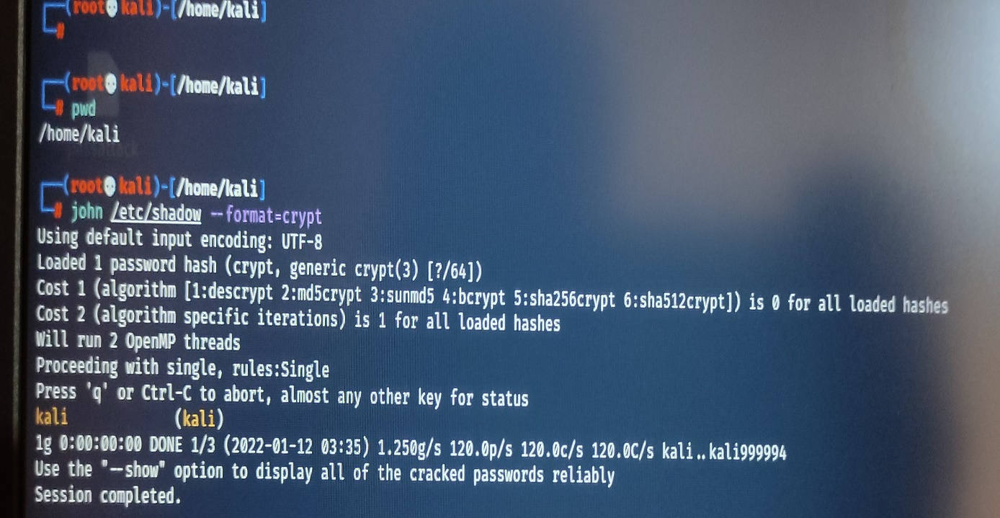 ┌──(root💀kali)-[/home/kali]
└─#
┌──(root💀kali)-[/home/kali]
└─# pwd
/home/kali
┌──(root💀kali)-[/home/kali]
└─# john /etc/shadow --format=crypt
Using default input encoding: UTF-8
Loaded 1 password hash (crypt, generic crypt(3) [?/64])
Cost 1 (algorithm [1:descrypt 2:md5crypt 3:sunmd5 4:bcrypt 5:sha256crypt 6:sha512crypt]) is 0 for all loaded hashes
Cost 2 (algorithm specific iterations) is 1 for all loaded hashes
Will run 2 OpenMP threads
Proceeding with single, rules:Single
Press 'q' or Ctrl-C to abort, almost any other key for status
kali             (kali)
1g 0:00:00:00 DONE 1/3 (2022-01-12 03:35) 1.250g/s 120.0p/s 120.0c/s 120.0C/s kali..kali999994
Use the "--show" option to display all of the cracked passwords reliably
Session completed.